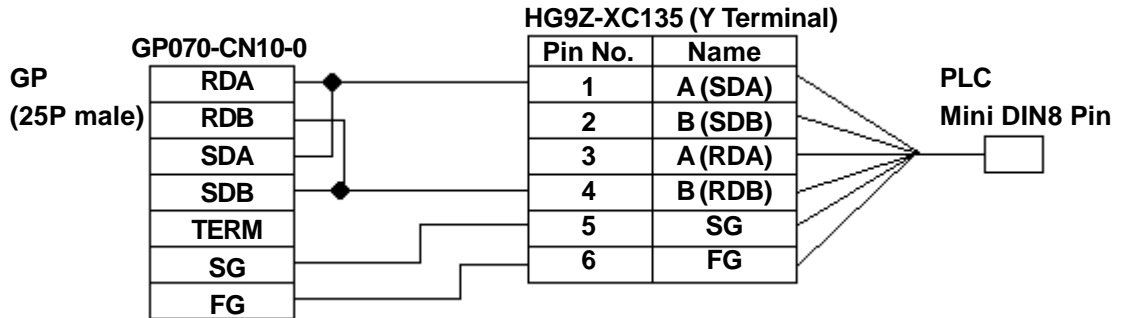 HG9Z-XC135 (Y Terminal)
GP070-CN10-0
Pin No. Name
GP
(25P male)
RDA
RDB
SDA
SDB
TERM
SG
FG
1 A (SDA)
2 B (SDB)
3 A (RDA)
4 B (RDB)
5 SG
6 FG
PLC
Mini DIN8 Pin